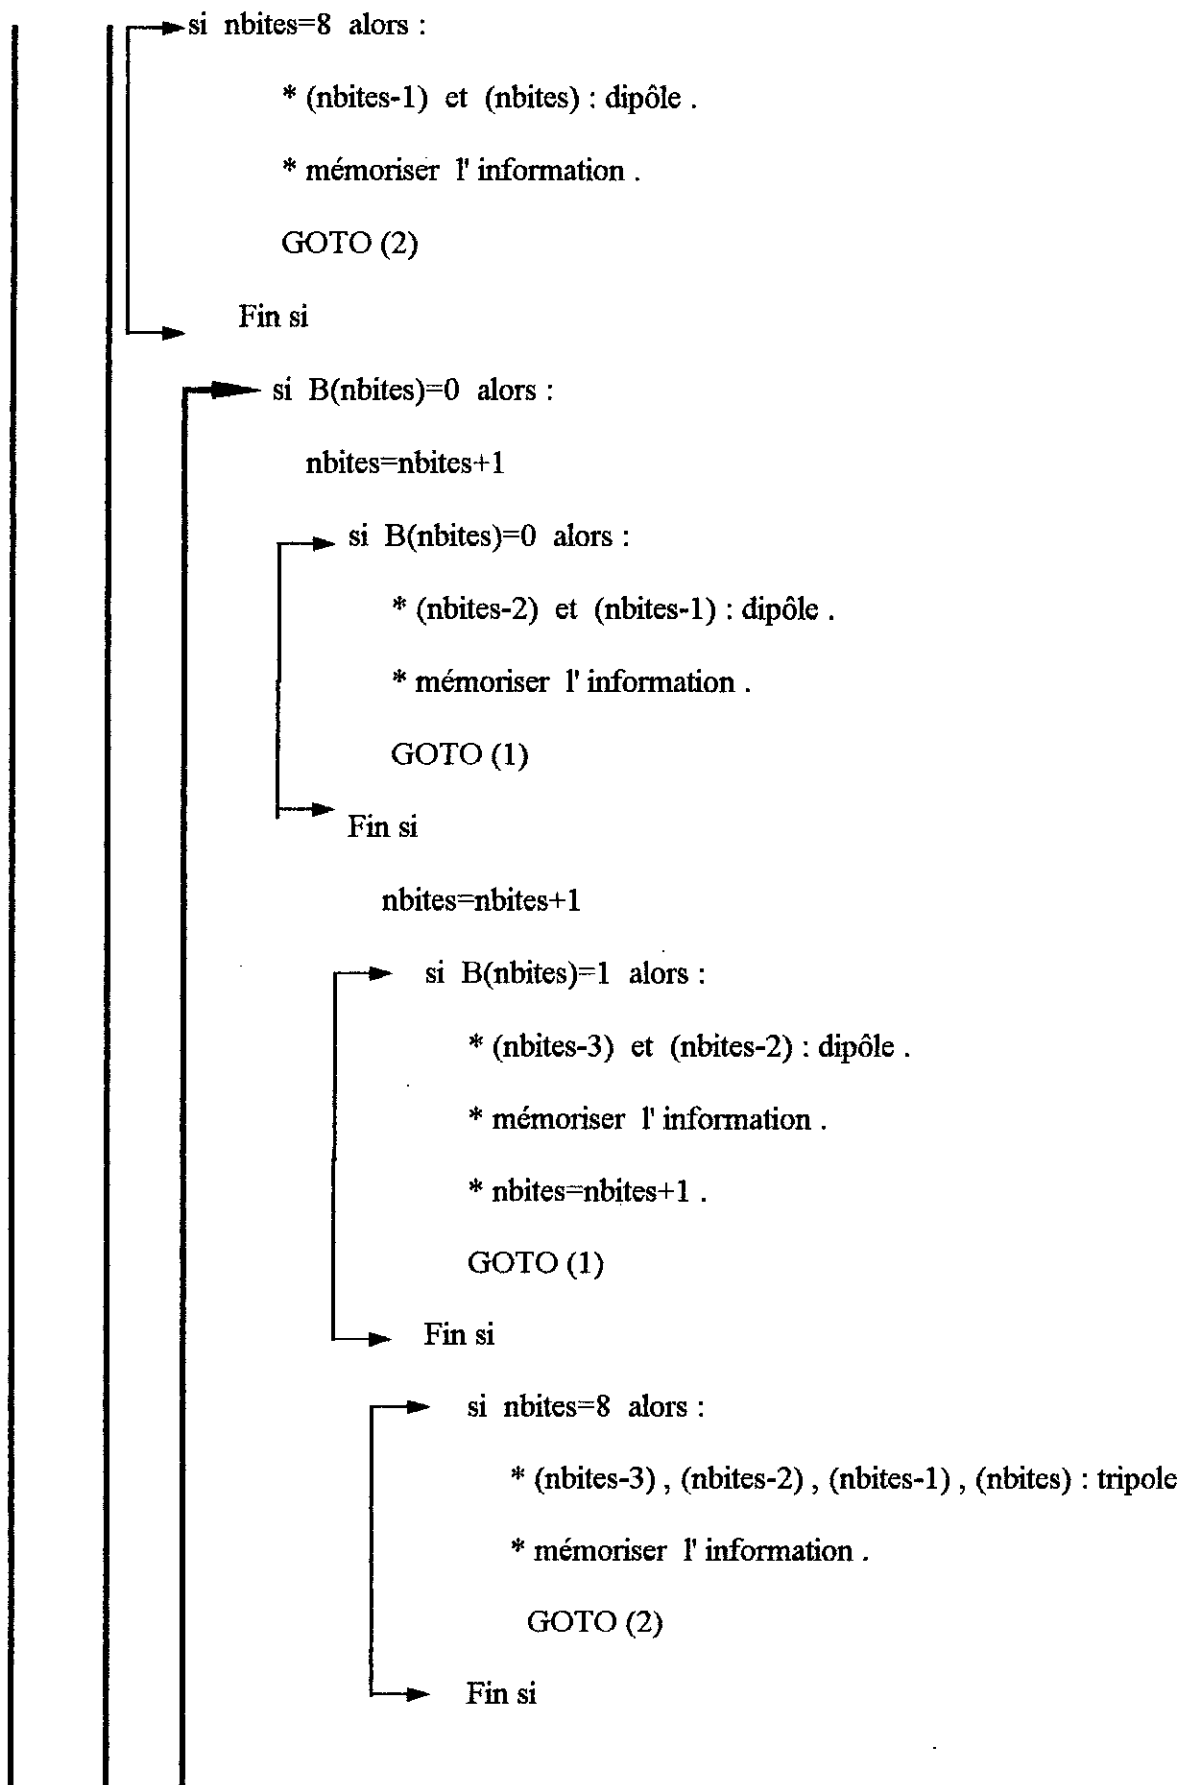 si nbites=8 alors :
* (nbites-1) et (nbites) : dipôle .
* mémoriser l' information .
GOTO (2)
Fin si
si B(nbites)=0 alors :
nbites=nbites+1
si B(nbites)=0 alors :
* (nbites-2) et (nbites-1) : dipôle .
* mémoriser l' information .
GOTO (1)
Fin si
nbites=nbites+1
si B(nbites)=1 alors :
* (nbites-3) et (nbites-2) : dipôle .
* mémoriser l' information .
* nbites=nbites+1 .
GOTO (1)
Fin si
si nbites=8 alors :
* (nbites-3) , (nbites-2) , (nbites-1) , (nbites) : tripole
* mémoriser l' information .
GOTO (2)
Fin si